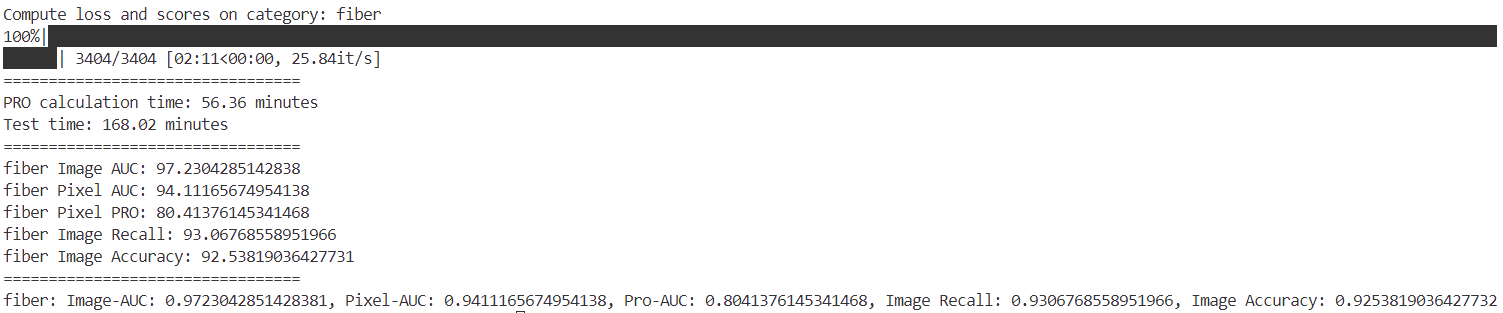 Compute loss and scores on category: fiber
100%|
| 3404/3404 [02:11<00:00, 25.84it/s]
=================================
PRO calculation time: 56.36 minutes
Test time: 168.02 minutes
=================================
fiber Image AUC: 97.2304285142838
fiber Pixel AUC: 94.11165674954138
fiber Pixel PRO: 80.41376145341468
fiber Image Recall: 93.06768558951966
fiber Image Accuracy: 92.53819036427731
=================================
fiber: Image-AUC: 0.9723042851428381, Pixel-AUC: 0.9411165674954138, Pro-AUC: 0.8041376145341468, Image Recall: 0.9306768558951966, Image Accuracy: 0.9253819036427732